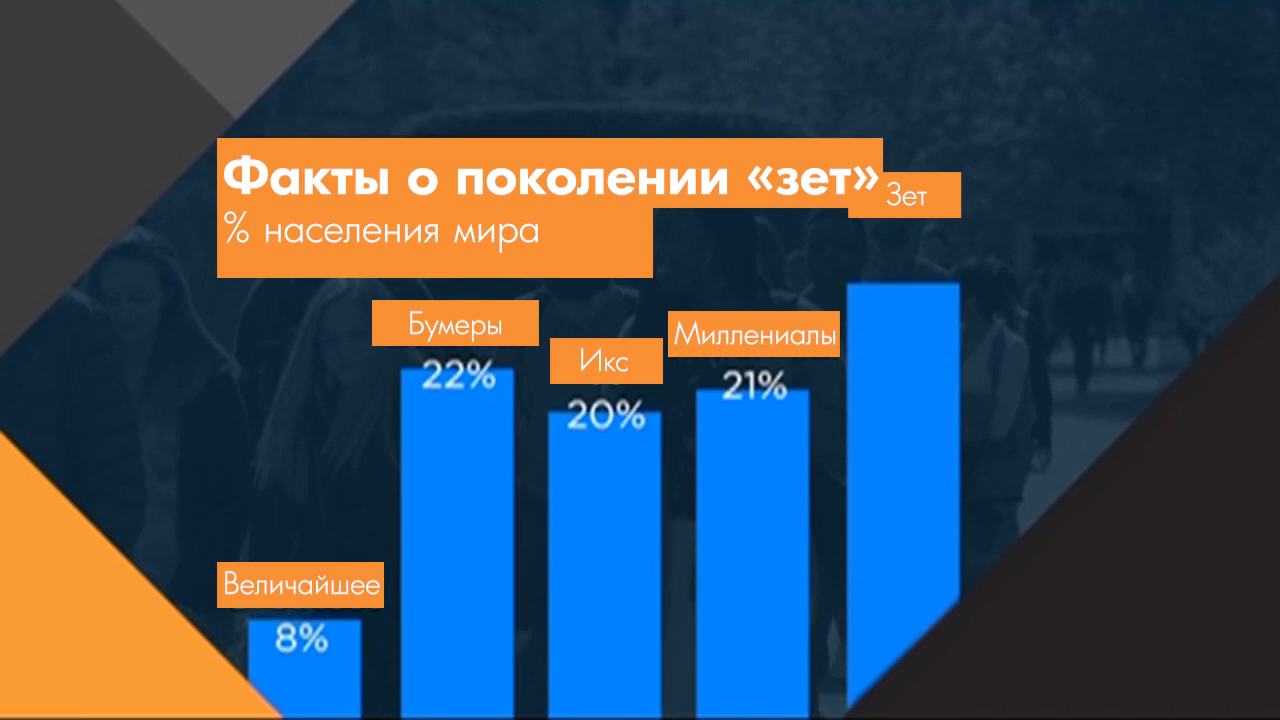 Факты о поколении «зет»
% населения мира
Зет
Бумеры
Икс
Миллениалы
22%
20%
21%
Величайшее
8%